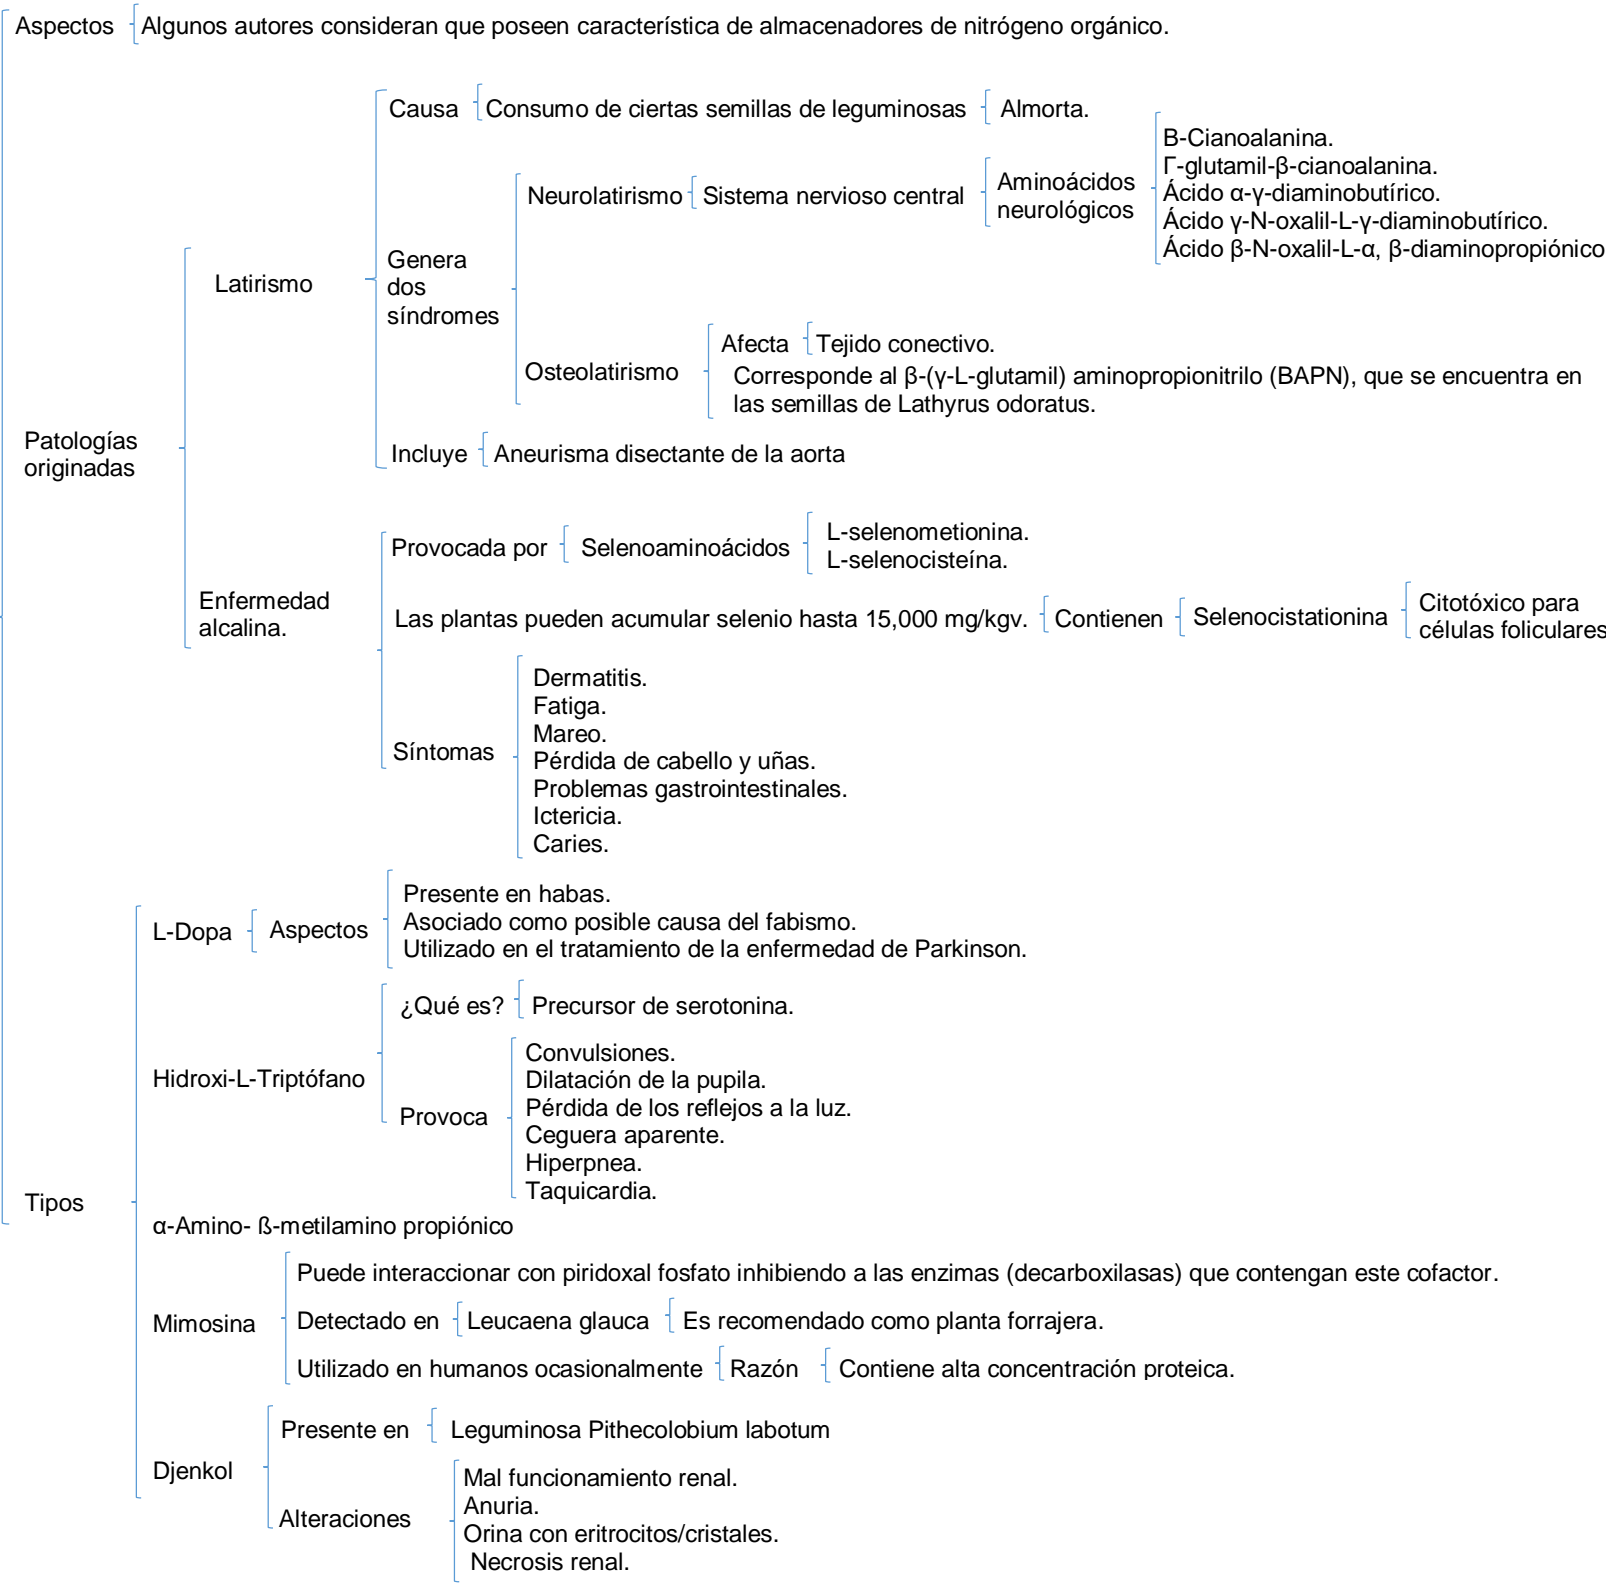 Aspectos Algunos autores consideran que poseen característica de almacenadores de nitrógeno orgánico.
Patologías
originadas
Latirismo
Causa Consumo de ciertas semillas de leguminosas Almorta.
Genera
dos
síndromes
Neurolatirismo Sistema nervioso central
Aminoácidos
neurológicos
Β-Cianoalanina.
Γ-glutamil-β-cianoalanina.
Ácido α-γ-diaminobutírico.
Ácido γ-N-oxalil-L-γ-diaminobutírico.
Ácido β-N-oxalil-L-α, β-diaminopropiónico
Osteolatirismo
Afecta Tejido conectivo.
Corresponde al β-(γ-L-glutamil) aminopropionitrilo (BAPN), que se encuentra en
las semillas de Lathyrus odoratus.
Incluye Aneurisma disectante de la aorta
Enfermedad
alcalina.
Provocada por Selenoaminoácidos
L-selenometionina.
L-selenocisteína.
Las plantas pueden acumular selenio hasta 15,000 mg/kgv. Contienen Selenocistationina
Citotóxico para
células foliculares
Síntomas
Dermatitis.
Fatiga.
Mareo.
Pérdida de cabello y uñas.
Problemas gastrointestinales.
Ictericia.
Caries.
Tipos
L-Dopa Aspectos
Presente en habas.
Asociado como posible causa del fabismo.
Utilizado en el tratamiento de la enfermedad de Parkinson.
Hidroxi-L-Triptófano
¿Qué es? Precursor de serotonina.
Provoca
Convulsiones.
Dilatación de la pupila.
Pérdida de los reflejos a la luz.
Ceguera aparente.
Hiperpnea.
Taquicardia.
α-Amino- ß-metilamino propiónico
Mimosina
Puede interaccionar con piridoxal fosfato inhibiendo a las enzimas (decarboxilasas) que contengan este cofactor.
Detectado en Leucaena glauca Es recomendado como planta forrajera.
Utilizado en humanos ocasionalmente Razón Contiene alta concentración proteica.
Djenkol
Presente en Leguminosa Pithecolobium labotum
Alteraciones
Mal funcionamiento renal.
Anuria.
Orina con eritrocitos/cristales.
Necrosis renal.